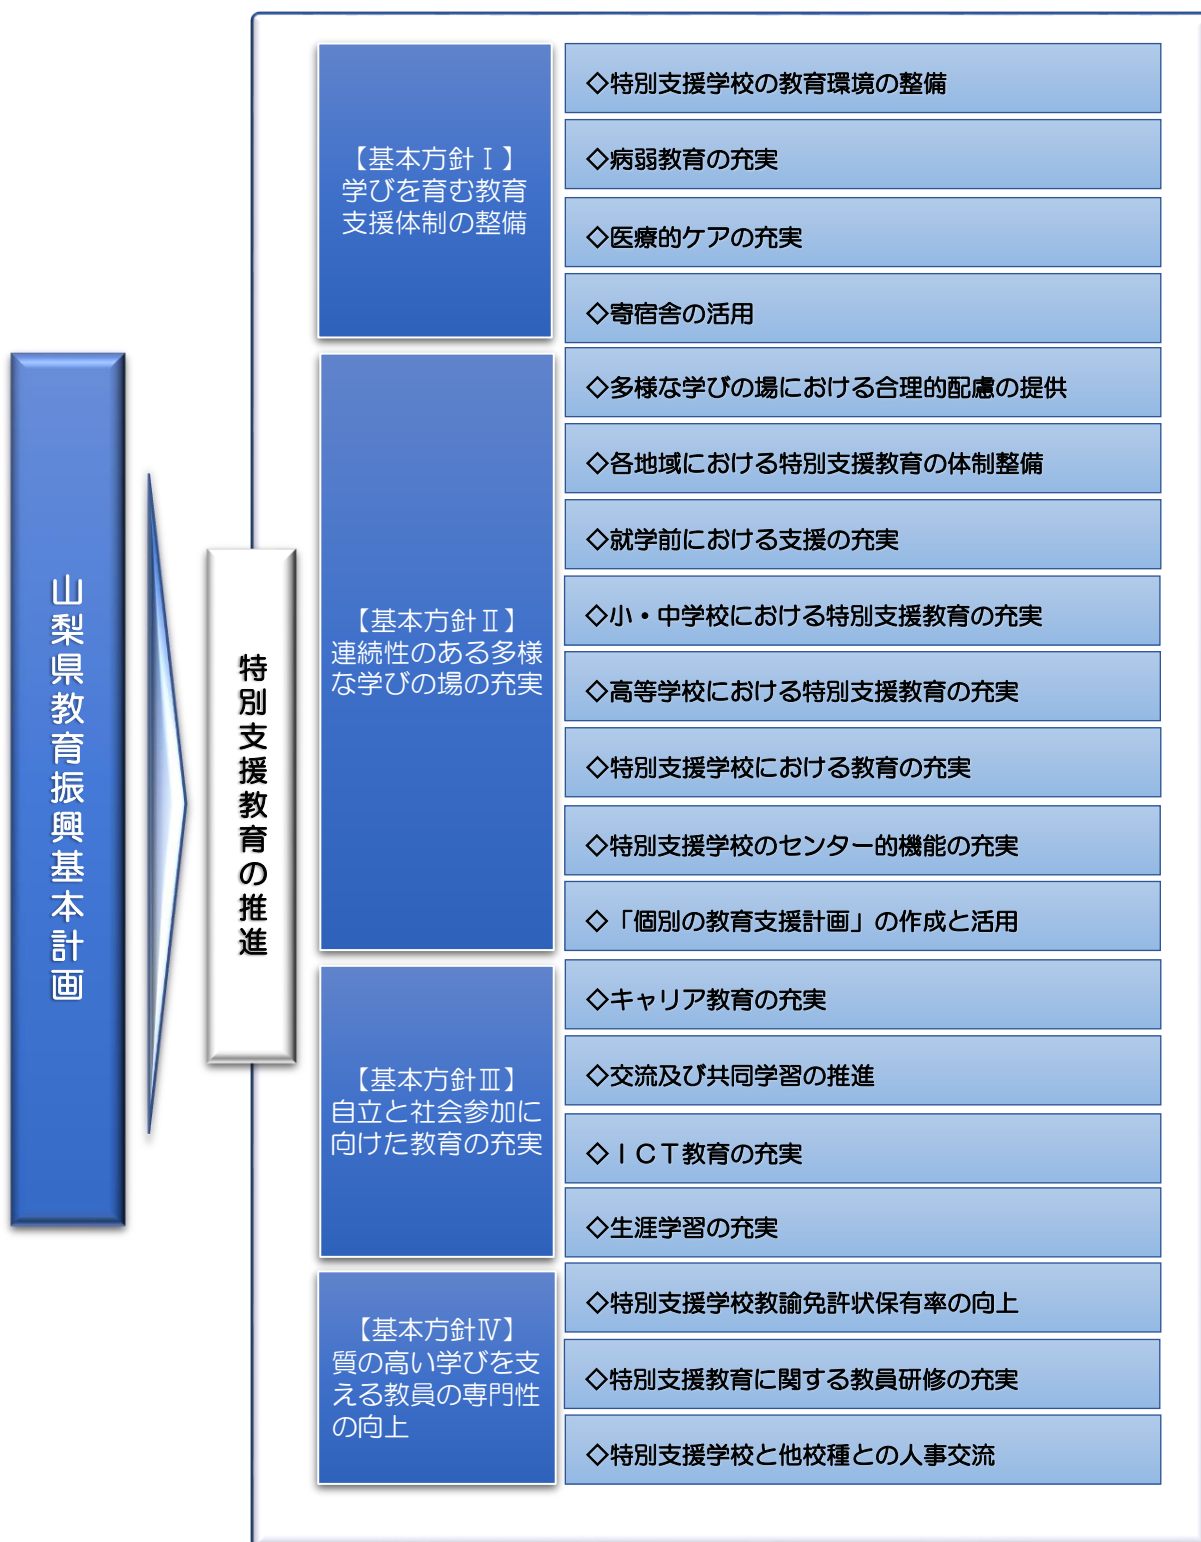 山梨県教育振興基本計画
特別支援教育の推進
【基本方針Ⅰ】
学びを育む教育
支援体制の整備
◇特別支援学校の教育環境の整備
◇病弱教育の充実
◇医療的ケアの充実
◇寄宿舎の活用
【基本方針Ⅱ】
連続性のある多様
な学びの場の充実
◇多様な学びの場における合理的配慮の提供
◇各地域における特別支援教育の体制整備
◇就学前における支援の充実
◇小・中学校における特別支援教育の充実
◇高等学校における特別支援教育の充実
◇特別支援学校における教育の充実
◇特別支援学校のセンター的機能の充実
◇「個別の教育支援計画」の作成と活用
【基本方針Ⅲ】
自立と社会参加に
向けた教育の充実
◇キャリア教育の充実
◇交流及び共同学習の推進
◇ＩＣＴ教育の充実
◇生涯学習の充実
【基本方針Ⅳ】
質の高い学びを支
える教員の専門性
の向上
◇特別支援学校教諭免許状保有率の向上
◇特別支援教育に関する教員研修の充実
◇特別支援学校と他校種との人事交流